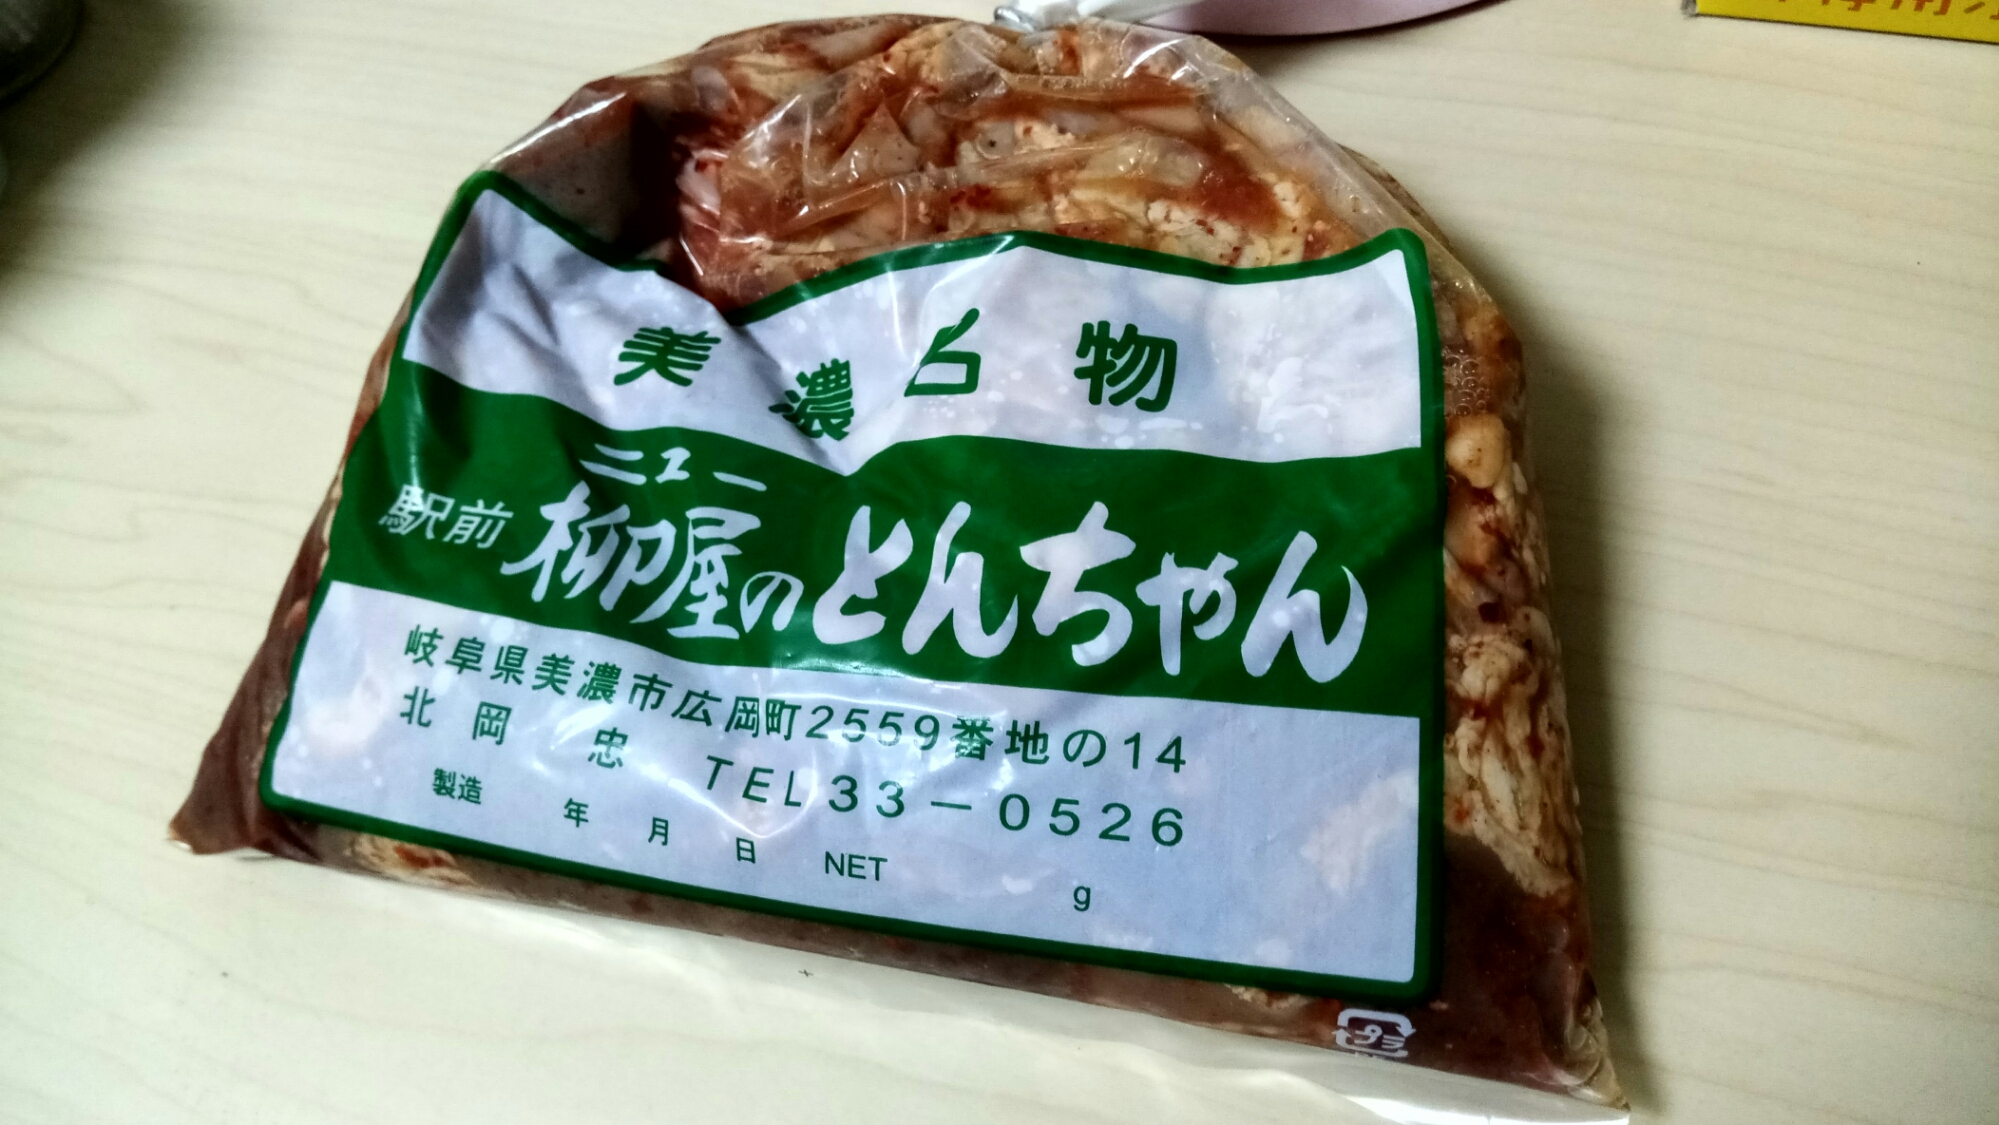 美濃名物
ニュー
駅前 柳屋のとんちゃん
岐阜県美濃市広岡町2559番地の14
北岡 忠 TEL33-0526
製造 年 月 日 NET g
プラ